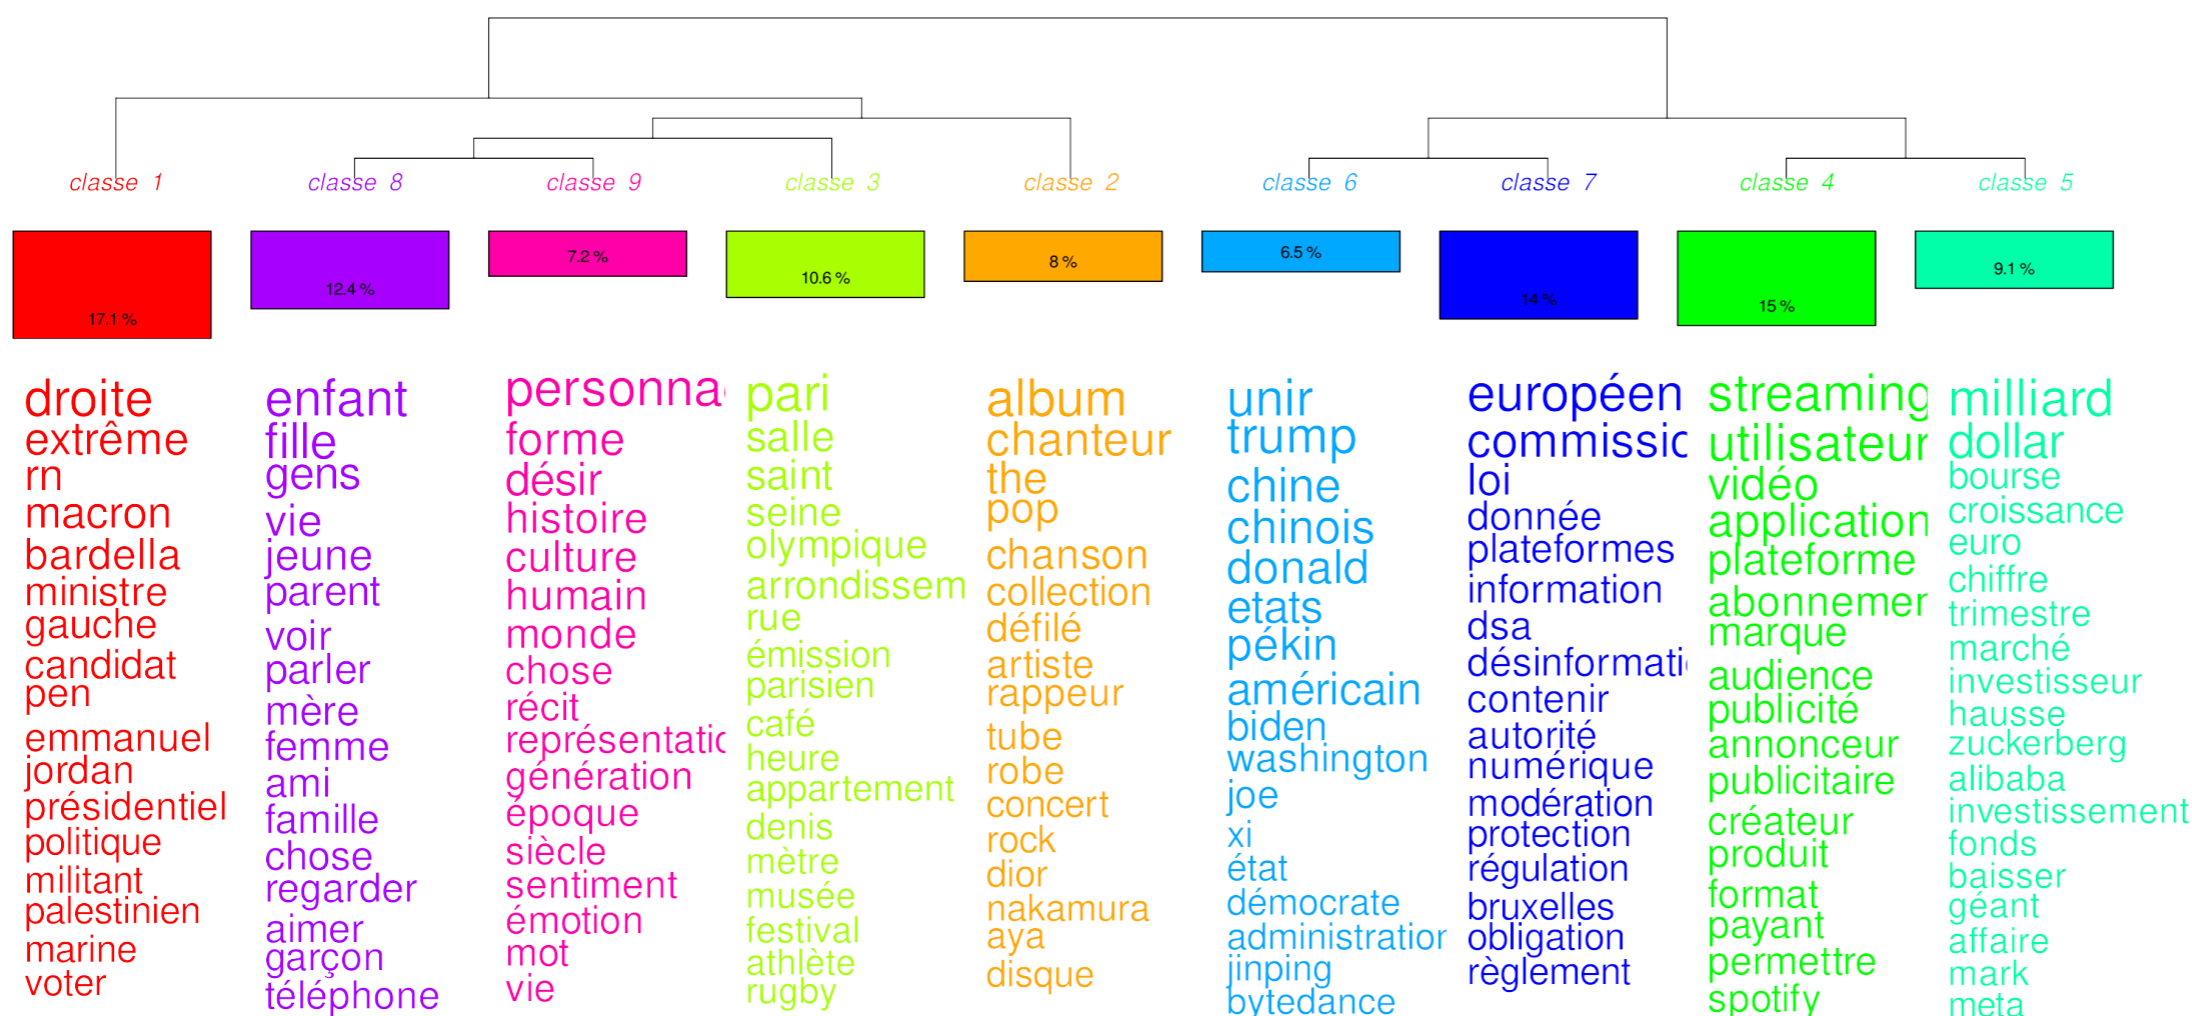 classe 1
classe 8
classe 9
classe 3
classe 2
classe 6
classe 7
classe 4
classe 5
17.1 %
12.4 %
7.2 %
10.6 %
8 %
6.5 %
14 %
15 %
9.1 %
droite
extrême
rn
macron
bardella
ministre
gauche
candidat
pen
emmanuel
jordan
présidentiel
politique
militant
palestinien
marine
voter
enfant
fille
gens
vie
jeune
parent
voir
parler
mère
femme
ami
famille
chose
regarder
aimer
garçon
téléphone
personna
forme
désir
histoire
culture
humain
monde
chose
récit
représentatic
génération
époque
siècle
sentiment
émotion
mot
vie
pari
salle
saint
seine
olympique
arrondissem
rue
émission
parisien
café
heure
appartement
denis
mètre
musée
festival
athlète
rugby
album
chanteur
the
pop
chanson
collection
défilé
artiste
rappeur
tube
robe
concert
rock
dior
nakamura
aya
disque
unir
trump
chine
chinois
donald
etats
pékin
américain
biden
washington
joe
xi
état
démocrate
administration
jinping
bytedance
européen
commissic
loi
donnée
plateformes
information
dsa
désinformati
contenir
autorité
numérique
modération
protection
régulation
bruxelles
obligation
règlement
streaming
utilisateur
vidéo
application
plateforme
abonnemer
marque
audience
publicité
annonceur
publicitaire
créateur
produit
format
payant
permettre
spotify
milliard
dollar
bourse
croissance
euro
chiffre
trimestre
marché
investisseur
hausse
zuckerberg
alibaba
investissement
fonds
baisser
géant
affaire
mark
meta